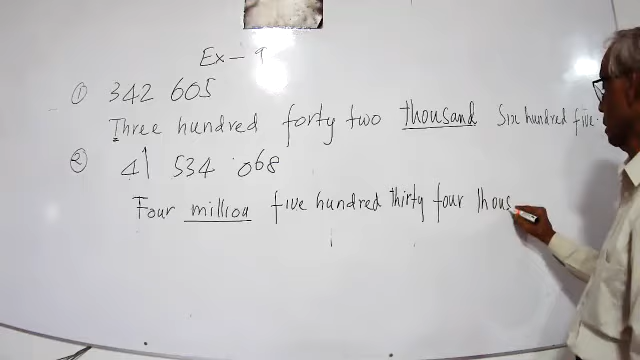 Ex - 9
① 342 605
Three hundred forty two thousand Six hundred five.
② 41 534 068
Four million five hundred thirty four thous